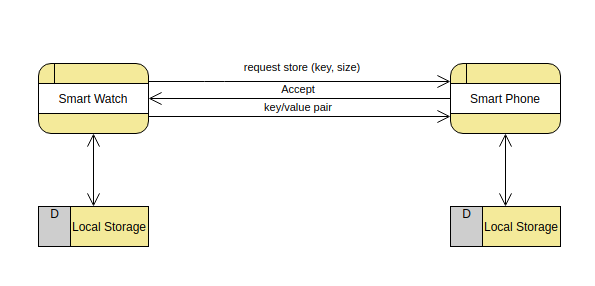 request store (key, size)
Smart Watch
Accept
Smart Phone
key/value pair
D
Local Storage
D
Local Storage